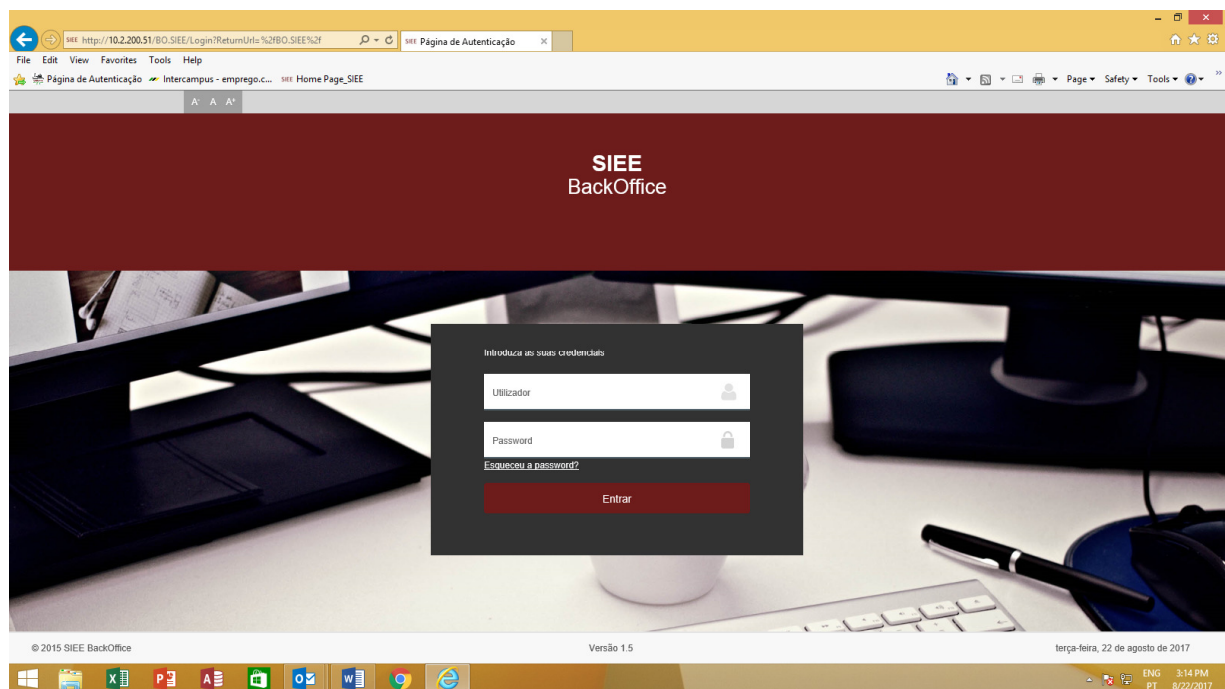 SIEE http://10.2.200.51/BO.SIEE/Login?ReturnUrl=%2fBO.SIEE%2f
SIEE Página de Autenticação
File Edit View Favorites Tools Help
Página de Autenticação Intercampus - emprego.c... SIEE Home Page_SIEE
Page Safety Tools
A- A A+
SIEE
BackOffice
Introduza as suas credenciais
Utilizador
Password
Esqueceu a password?
Entrar
© 2015 SIEE BackOffice Versão 1.5 terça-feira, 22 de agosto de 2017
ENG 3:14 PM
PT 8/22/2017